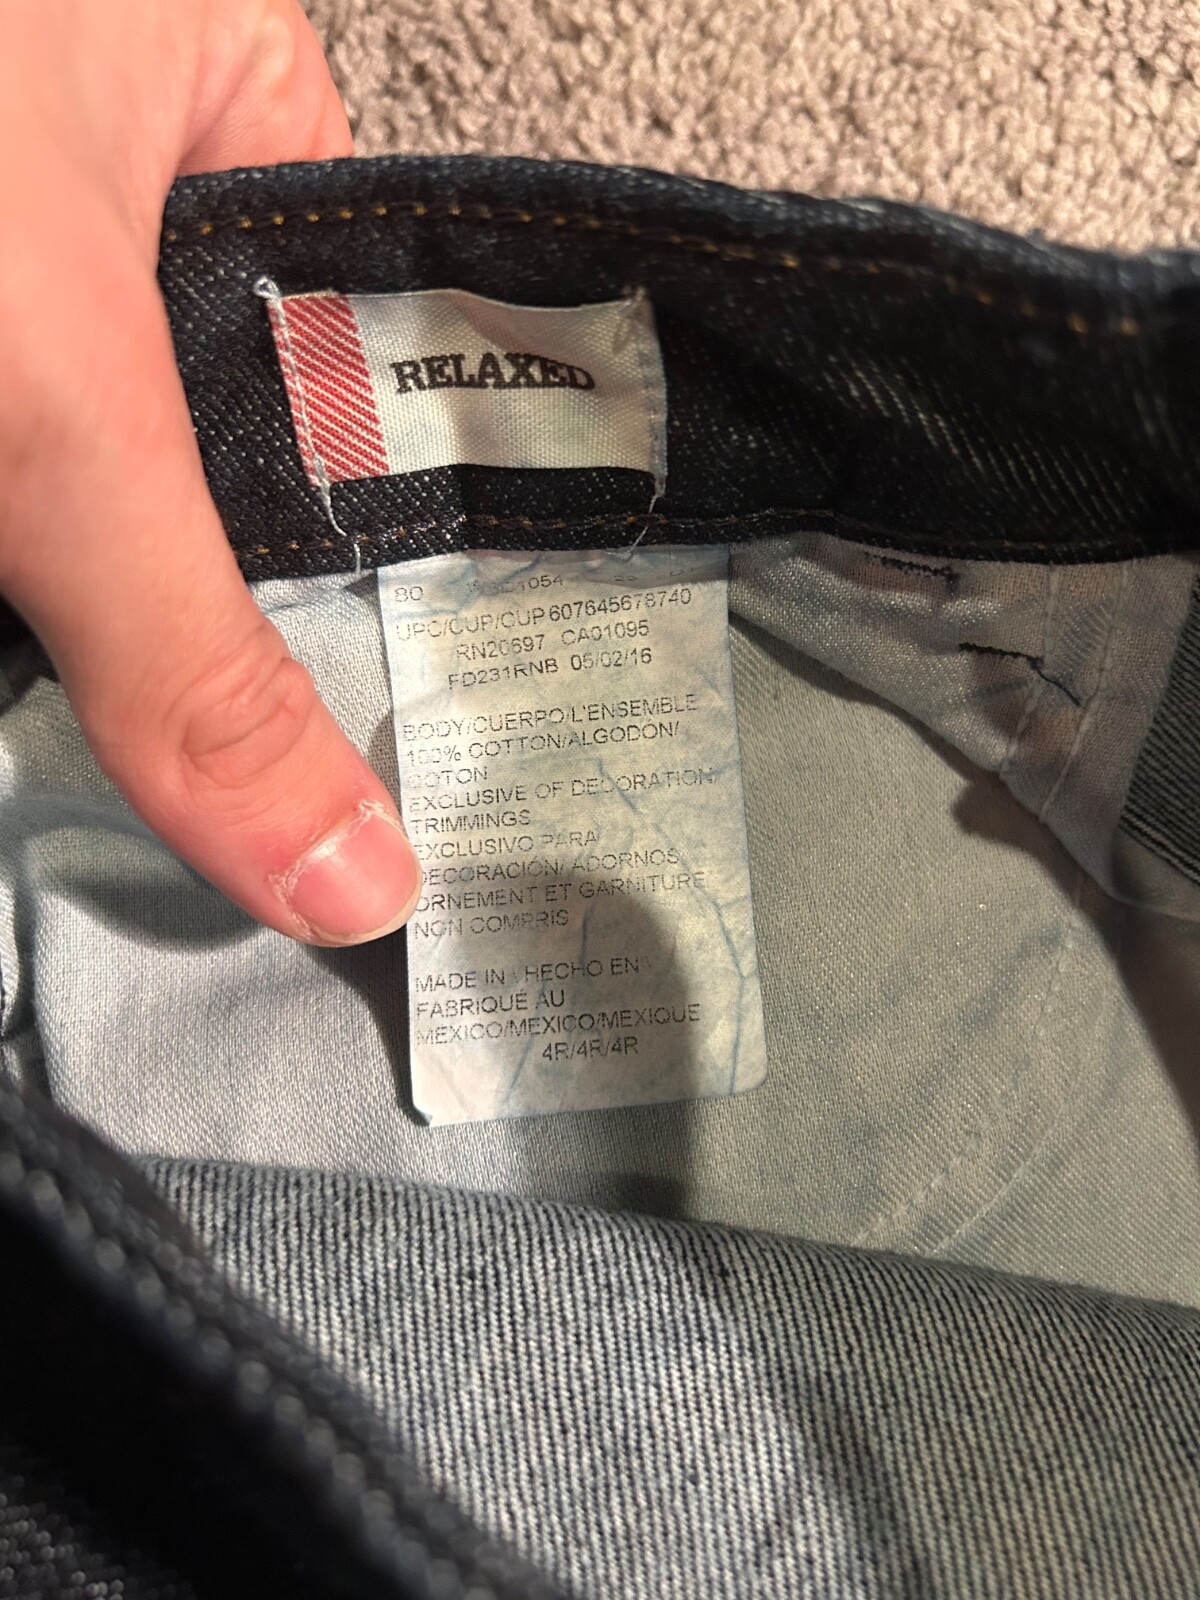 RELAXED
80
UPC/CUP/CUP 607645678740
RN20697 CA01095
FD231RNB 05/02/16
BODY/CUERPO/L'ENSEMBLE
100% COTTON/ALGODÓN/
COTON
EXCLUSIVE OF DECORATION/
TRIMMINGS
EXCLUSIVO PARA
DECORACIÓN/ ADORNOS
ORNEMENT ET GARNITURE
NON COMPRIS
MADE IN \ HECHO EN \
FABRIQUÉ AU
MEXICO/MEXICO/MEXIQUE
4R/4R/4R